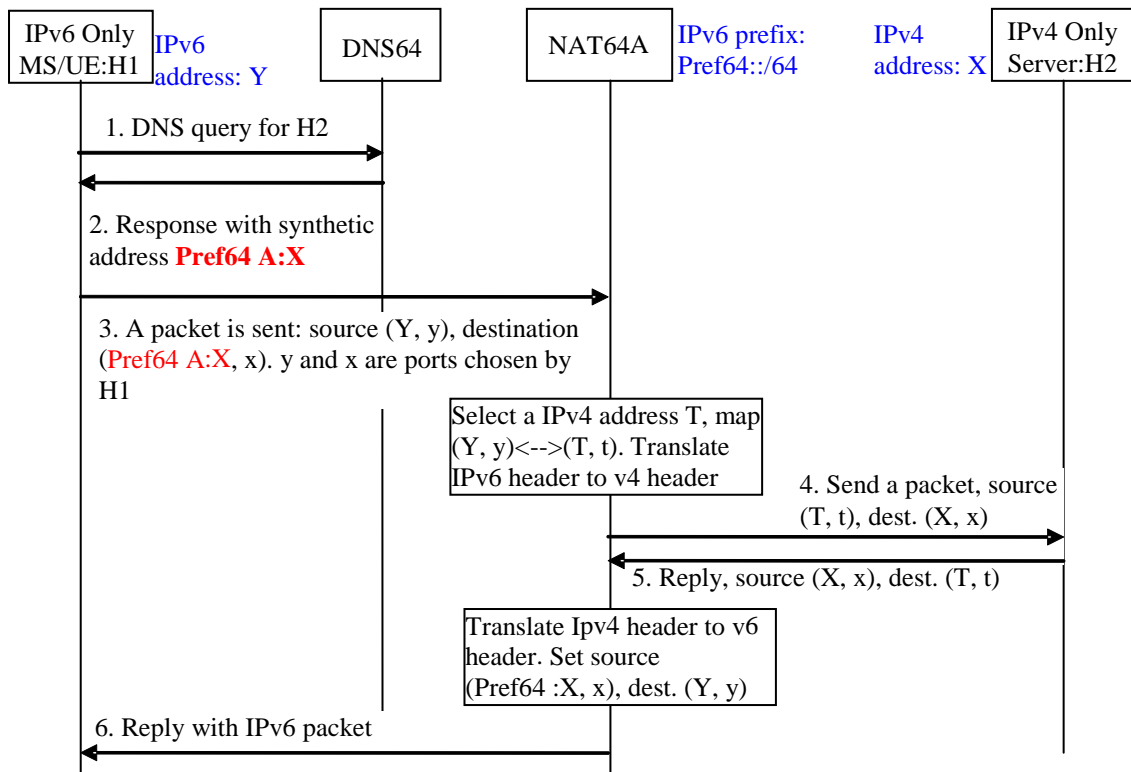 IPv6 Only
MS/UE:H1
IPv6
address: Y
DNS64
NAT64A
IPv6 prefix:
Pref64::/64
IPv4
address: X
IPv4 Only
Server:H2
1. DNS query for H2
2. Response with synthetic
address Pref64 A:X
3. A packet is sent: source (Y, y), destination
(Pref64 A:X, x). y and x are ports chosen by
H1
Select a IPv4 address T, map
(Y, y)<-->(T, t). Translate
IPv6 header to v4 header
4. Send a packet, source
(T, t), dest. (X, x)
5. Reply, source (X, x), dest. (T, t)
Translate Ipv4 header to v6
header. Set source
(Pref64 :X, x), dest. (Y, y)
6. Reply with IPv6 packet